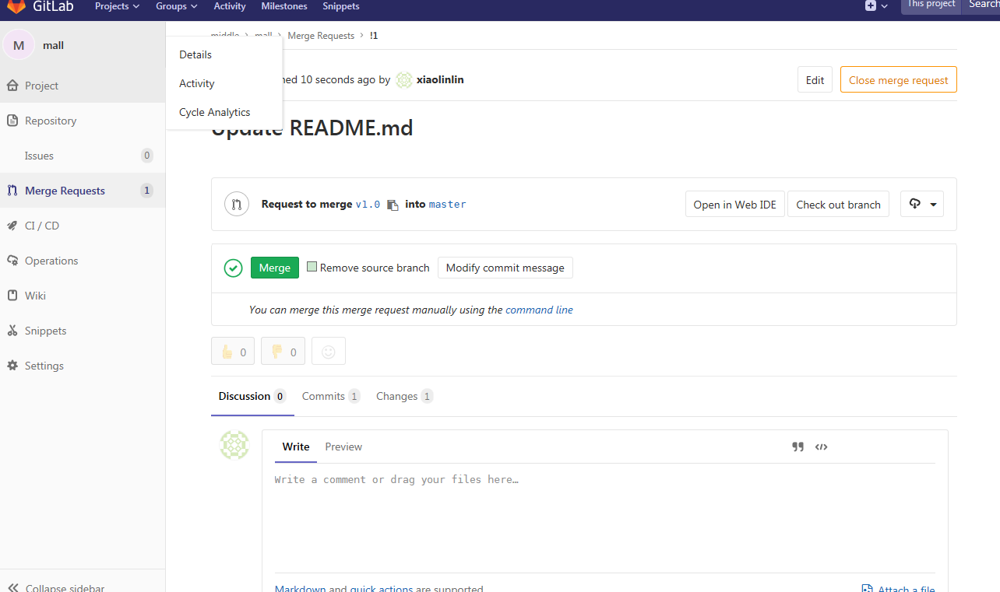 GitLab Projects Groups Activity Milestones Snippets This project Search
M mall
middle > mall > Merge Requests > !1
Details
Activity
Cycle Analytics
10 seconds ago by xiaolinlin
Edit Close merge request
Update README.md
Project
Repository
Issues 0
Merge Requests 1
CI / CD
Operations
Wiki
Snippets
Settings
Collapse sidebar
Request to merge v1.0 into master
Open in Web IDE Check out branch
Merge Remove source branch Modify commit message
You can merge this merge request manually using the command line
0 0
Discussion 0 Commits 1 Changes 1
Write Preview
Write a comment or drag your files here…
Markdown and quick actions are supported
Attach a file